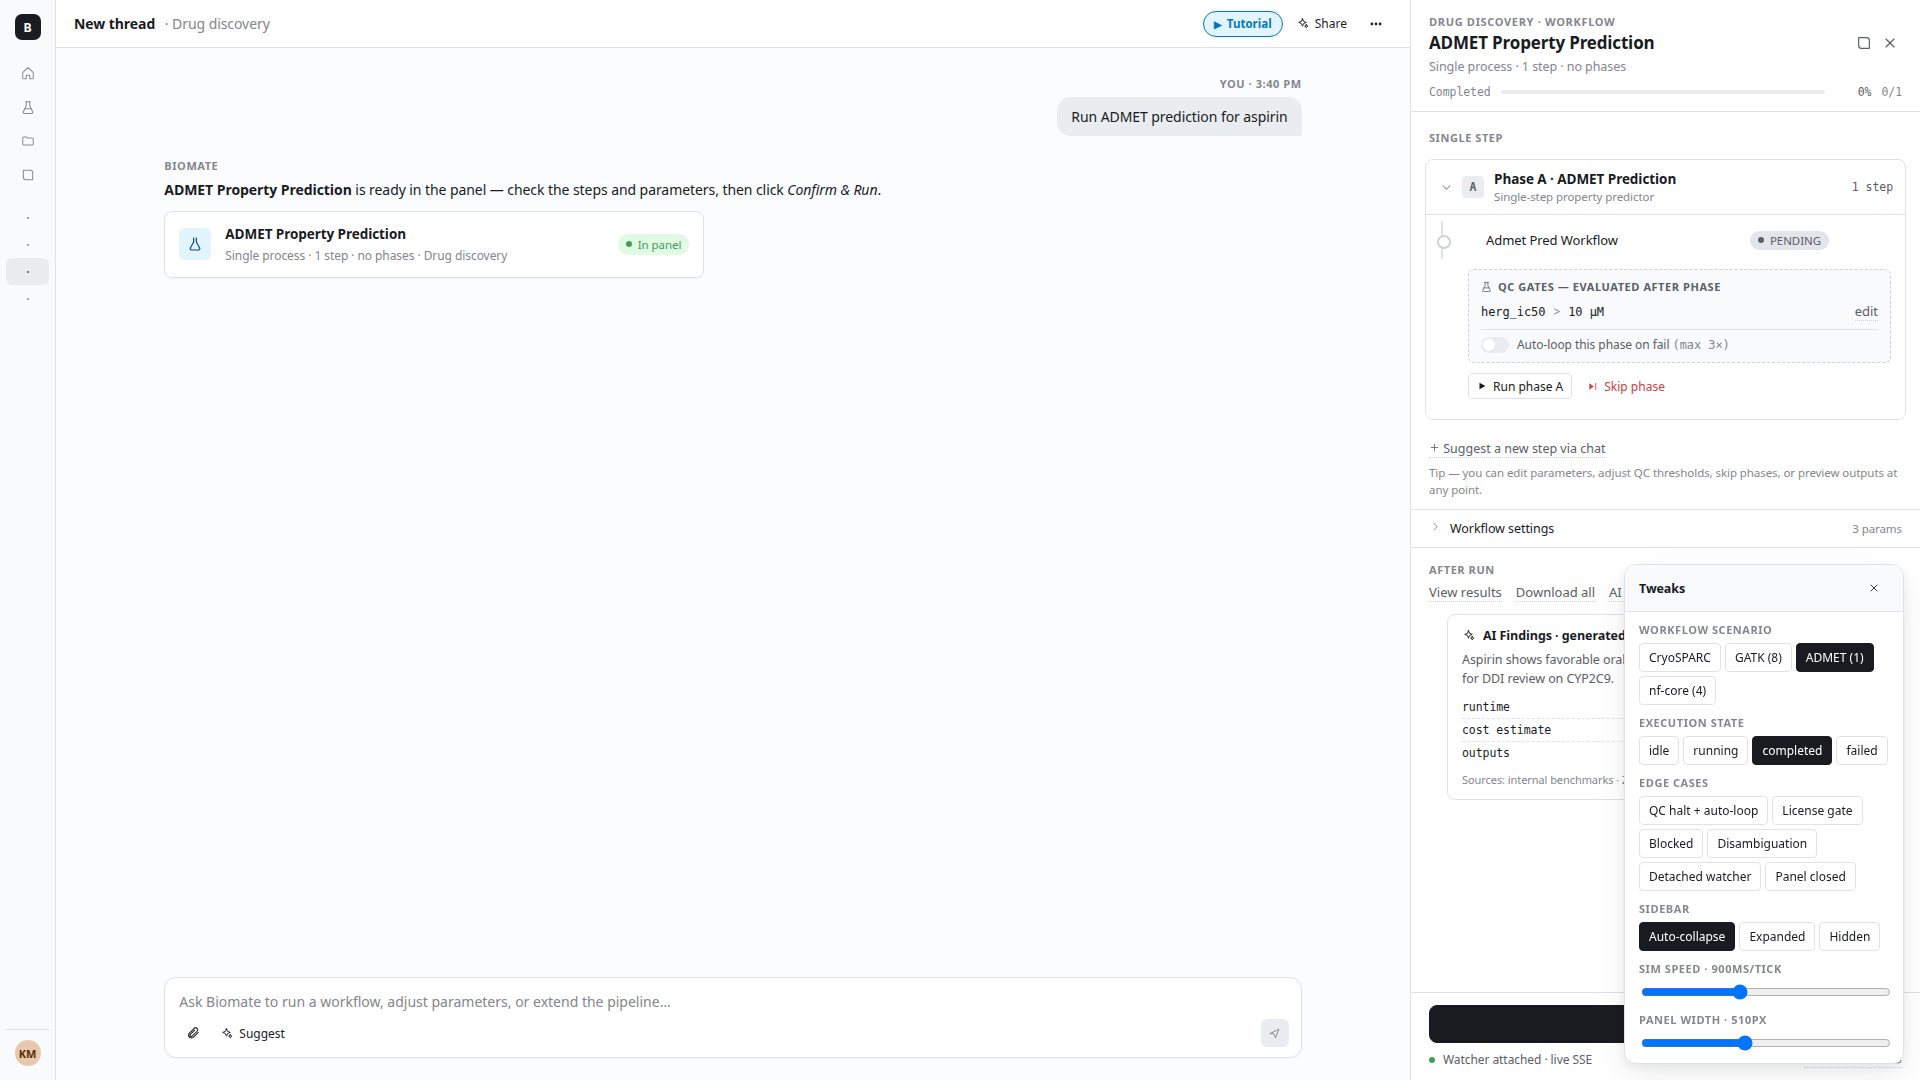 B
New thread · Drug discovery
▶ Tutorial
Share
YOU · 3:40 PM
Run ADMET prediction for aspirin
BIOMATE
ADMET Property Prediction is ready in the panel — check the steps and parameters, then click Confirm & Run.
ADMET Property Prediction
Single process · 1 step · no phases · Drug discovery
In panel
Ask Biomate to run a workflow, adjust parameters, or extend the pipeline...
Suggest
KM
DRUG DISCOVERY · WORKFLOW
ADMET Property Prediction
Single process · 1 step · no phases
Completed 0% 0/1
SINGLE STEP
A
Phase A · ADMET Prediction
Single-step property predictor
1 step
Admet Pred Workflow
PENDING
QC GATES — EVALUATED AFTER PHASE
herg_ic50 > 10 µM
edit
Auto-loop this phase on fail (max 3×)
Run phase A
Skip phase
+ Suggest a new step via chat
Tip — you can edit parameters, adjust QC thresholds, skip phases, or preview outputs at
any point.
Workflow settings
3 params
AFTER RUN
View results Download all AI
AI Findings · generated
Aspirin shows favorable oral
for DDI review on CYP2C9.
runtime
cost estimate
outputs
Sources: internal benchmarks ·
Watcher attached · live SSE
Tweaks
WORKFLOW SCENARIO
CryoSPARC GATK (8) ADMET (1)
nf-core (4)
EXECUTION STATE
idle running completed failed
EDGE CASES
QC halt + auto-loop License gate
Blocked Disambiguation
Detached watcher Panel closed
SIDEBAR
Auto-collapse Expanded Hidden
SIM SPEED · 900MS/TICK
PANEL WIDTH · 510PX